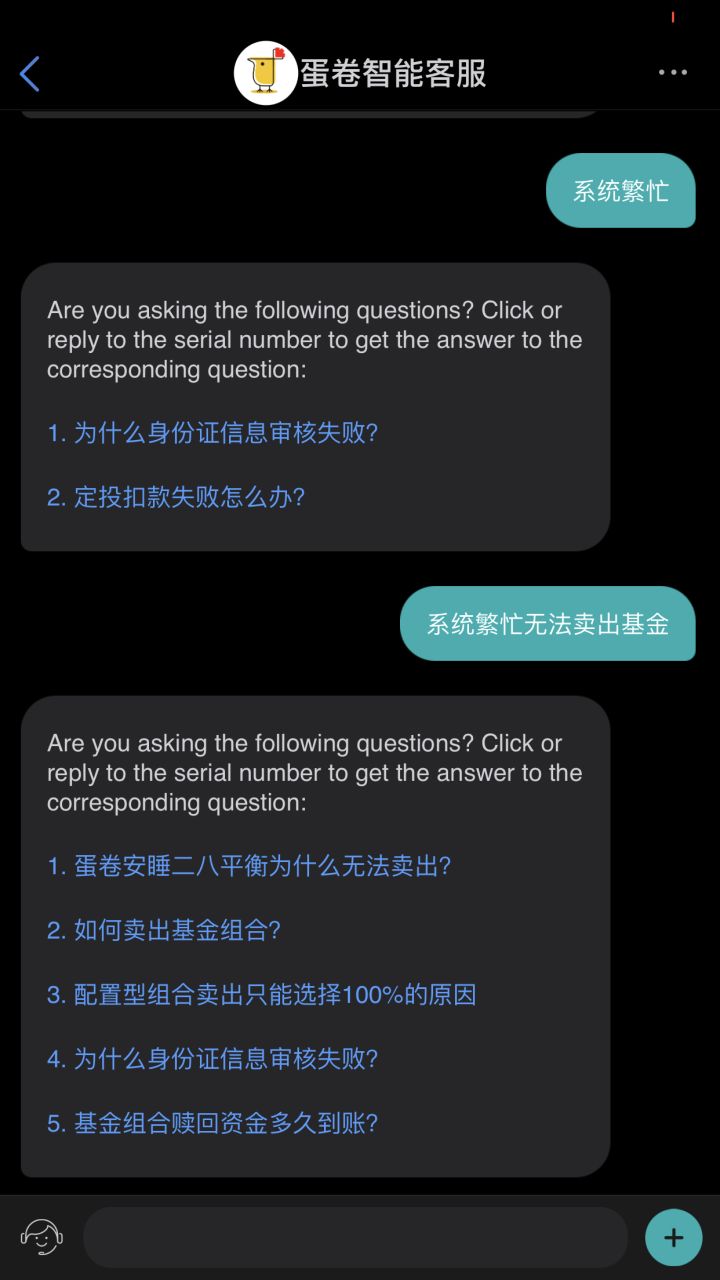 蛋卷智能客服
系统繁忙
Are you asking the following questions? Click or
reply to the serial number to get the answer to the
corresponding question:
1. 为什么身份证信息审核失败?
2. 定投扣款失败怎么办?
系统繁忙无法卖出基金
Are you asking the following questions? Click or
reply to the serial number to get the answer to the
corresponding question:
1. 蛋卷安睡二八平衡为什么无法卖出?
2. 如何卖出基金组合?
3. 配置型组合卖出只能选择100%的原因
4. 为什么身份证信息审核失败?
5. 基金组合赎回资金多久到账?